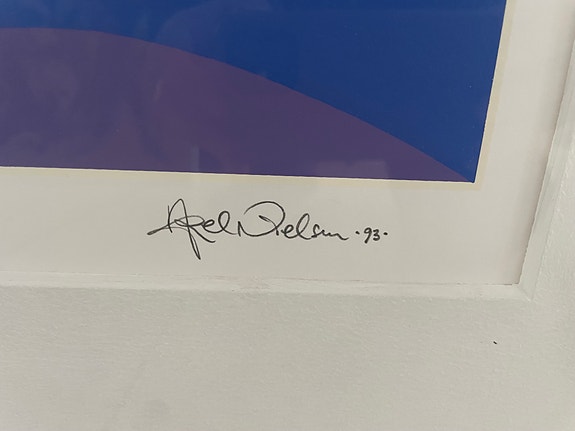 Axel Nielsen · 93 ·